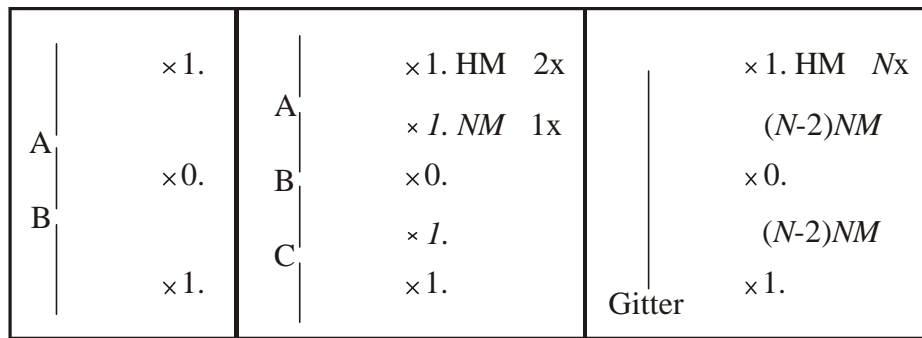 ×1.
A
×0.
B
×1.
×1. HM 2x
A
×1. NM 1x
B
×0.
×1.
C
×1.
×1. HM Nx
(N-2)NM
×0.
(N-2)NM
×1.
Gitter